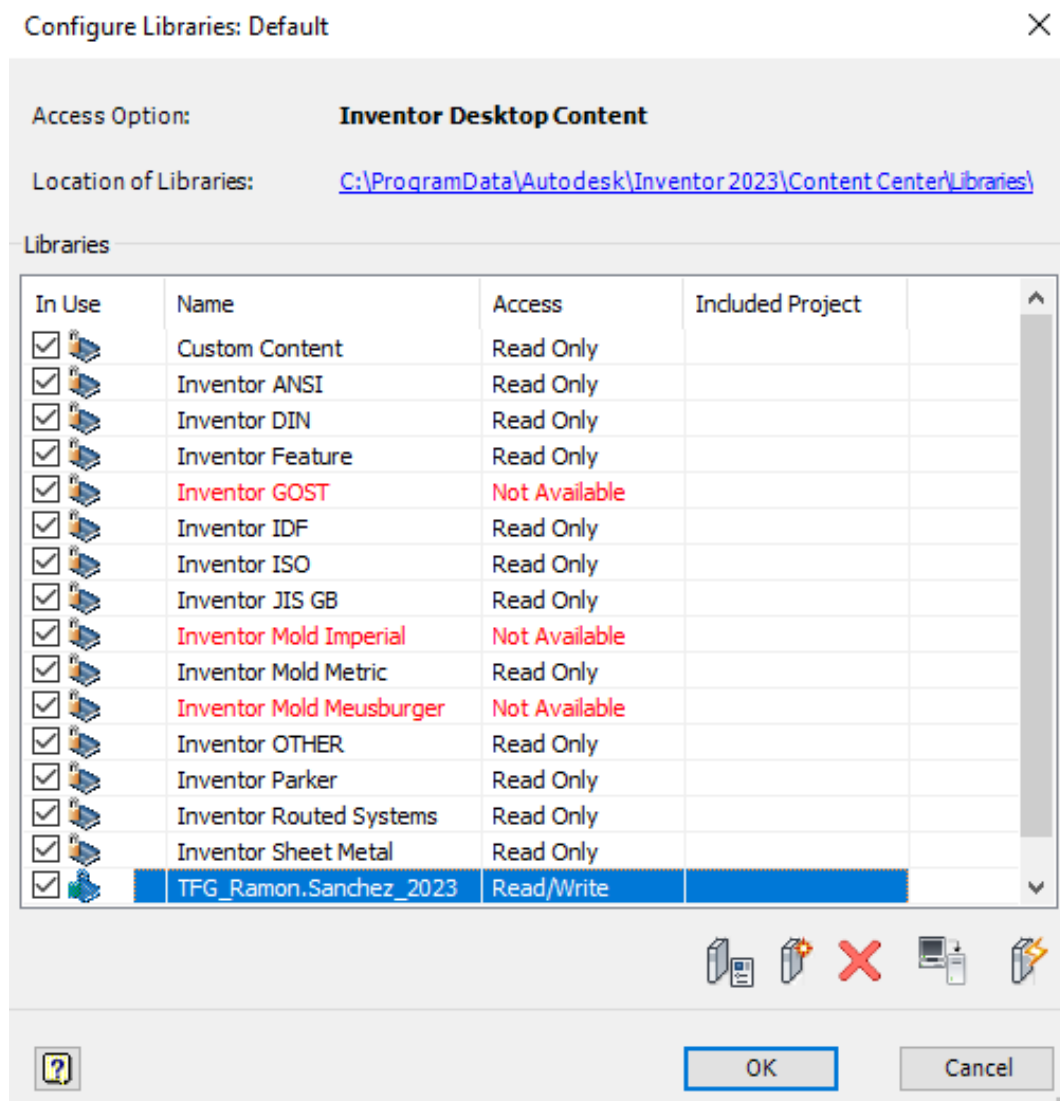 Configure Libraries: Default
Access Option: Inventor Desktop Content
Location of Libraries: C:\ProgramData\Autodesk\Inventor 2023\Content Center\Libraries\
Libraries
In Use Name Access Included Project
Custom Content Read Only
Inventor ANSI Read Only
Inventor DIN Read Only
Inventor Feature Read Only
Inventor GOST Not Available
Inventor IDF Read Only
Inventor ISO Read Only
Inventor JIS GB Read Only
Inventor Mold Imperial Not Available
Inventor Mold Metric Read Only
Inventor Mold Meusburger Not Available
Inventor OTHER Read Only
Inventor Parker Read Only
Inventor Routed Systems Read Only
Inventor Sheet Metal Read Only
TFG_Ramon.Sanchez_2023 Read/Write
? OK Cancel